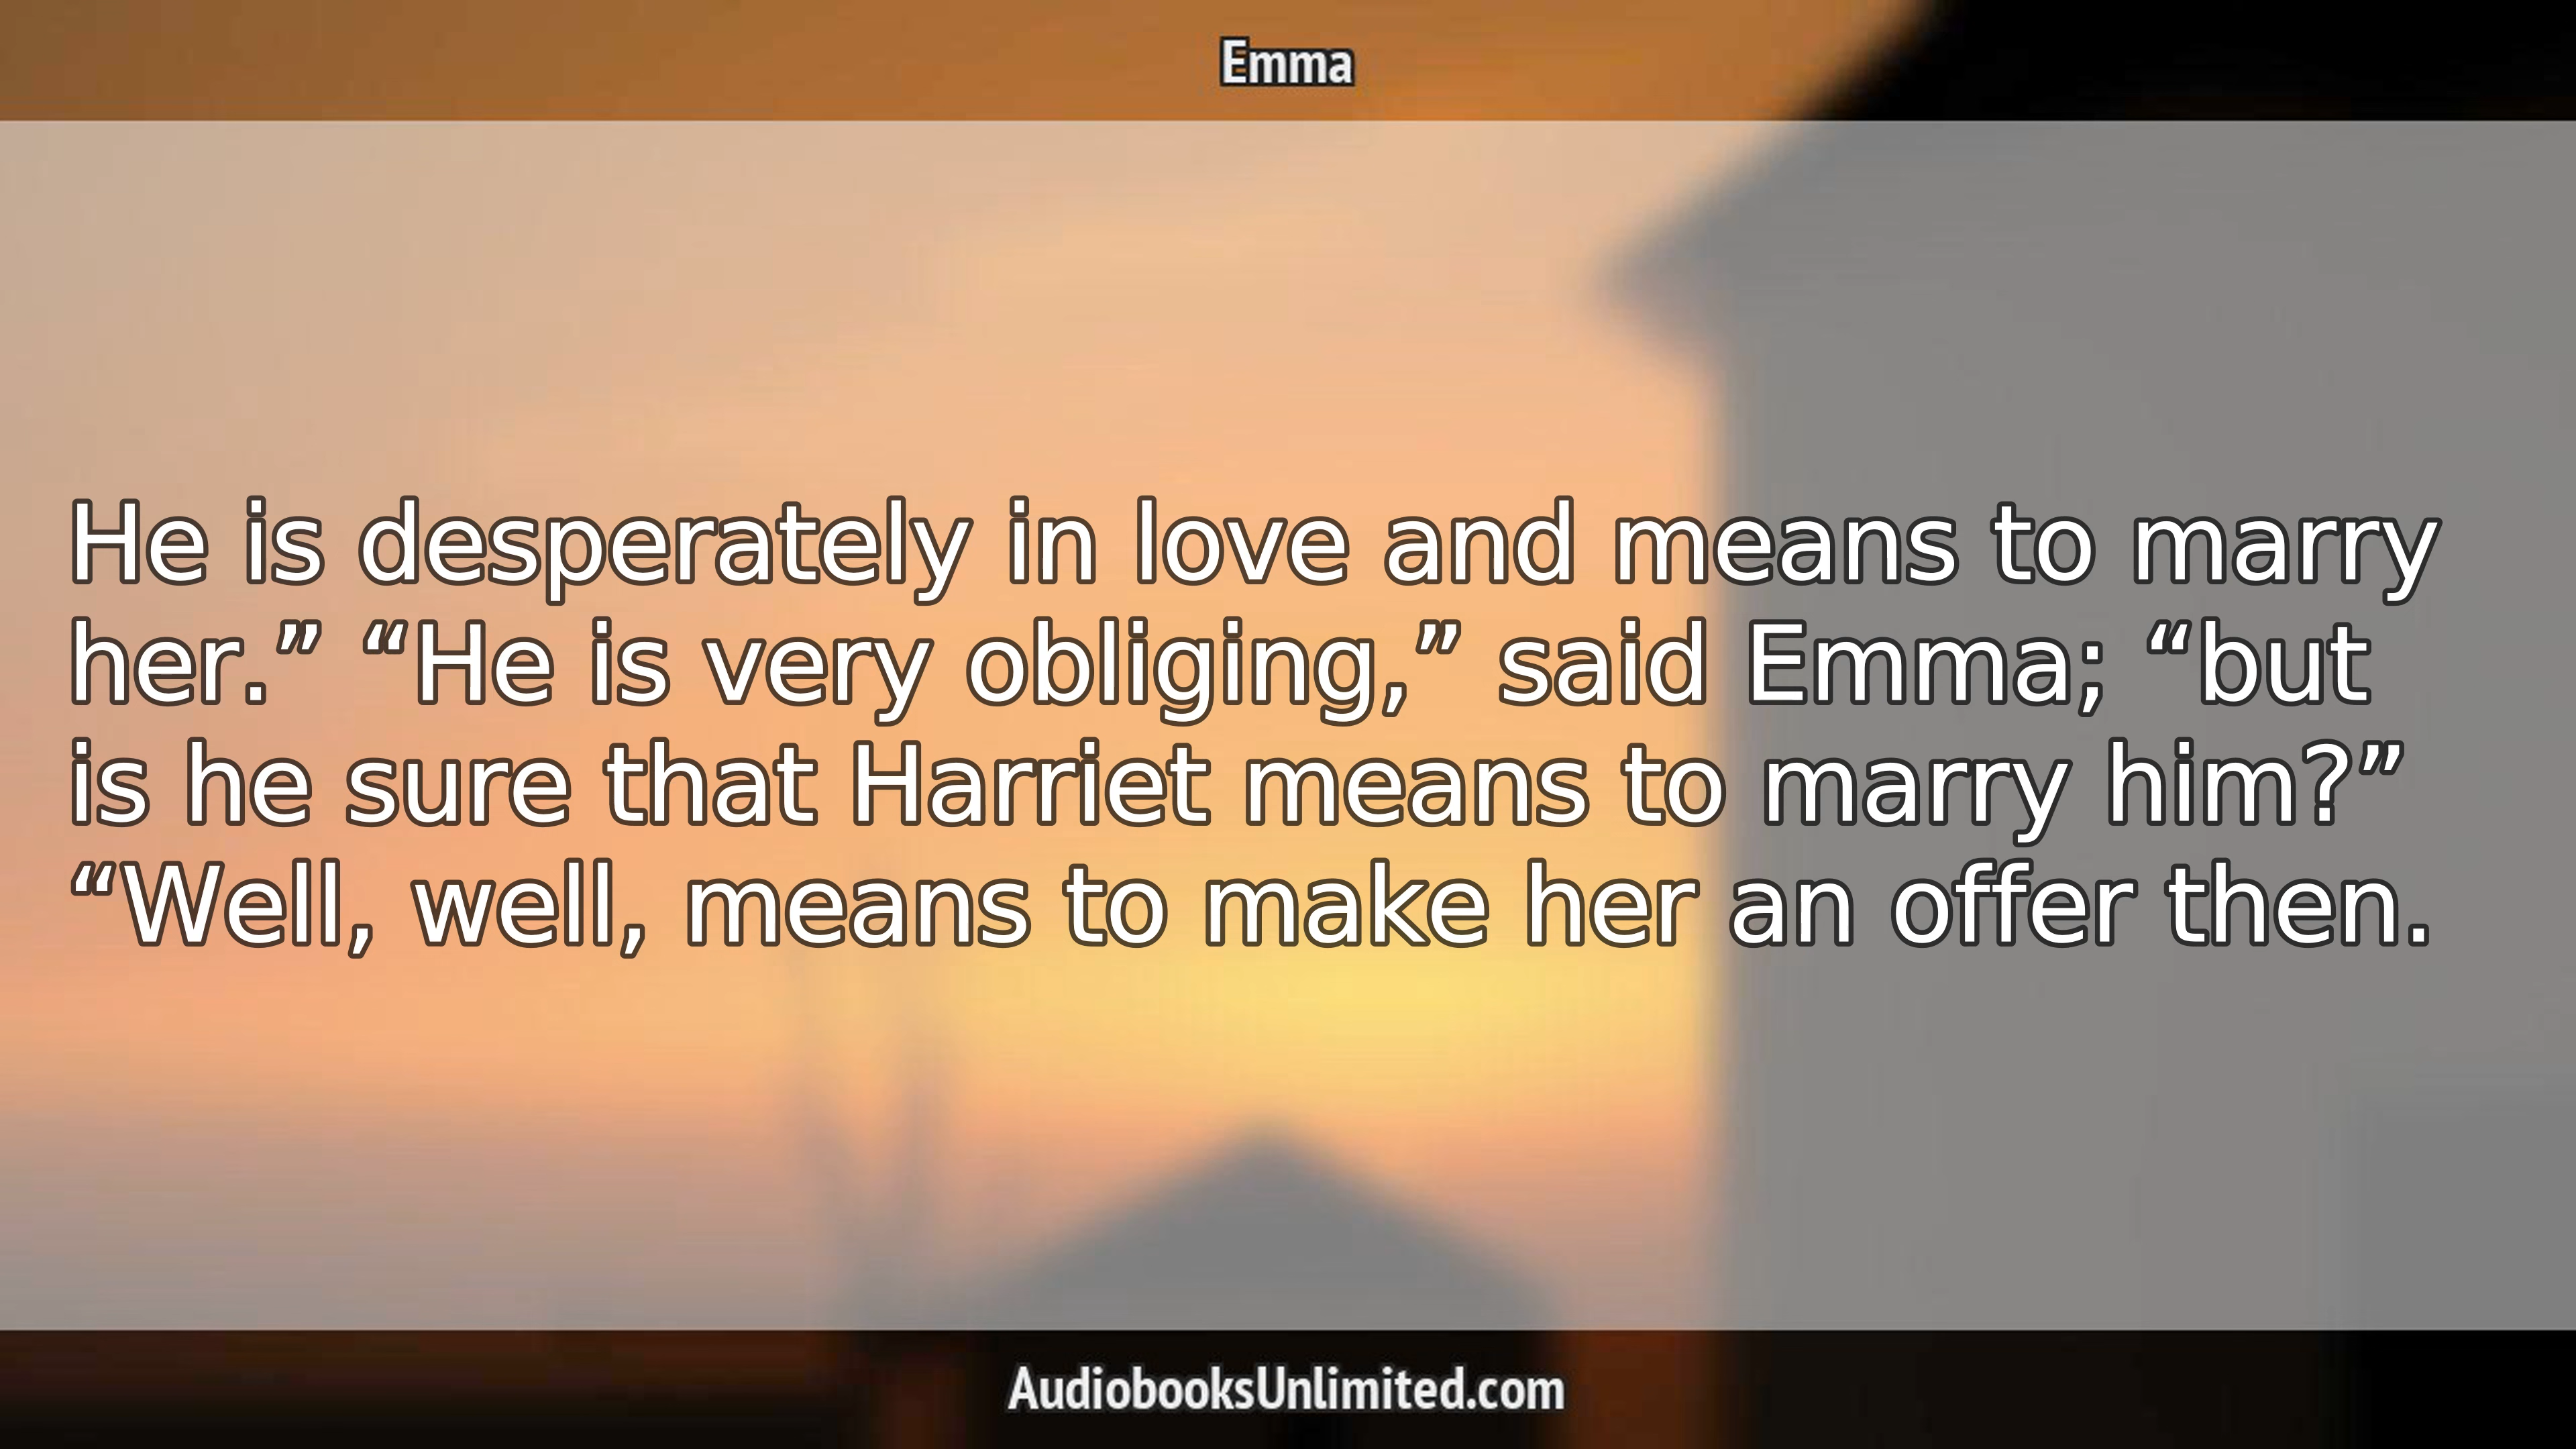 Emma
He is desperately in love and means to marry
her.” “He is very obliging,” said Emma; “but
is he sure that Harriet means to marry him?”
“Well, well, means to make her an offer then.
AudiobooksUnlimited.com